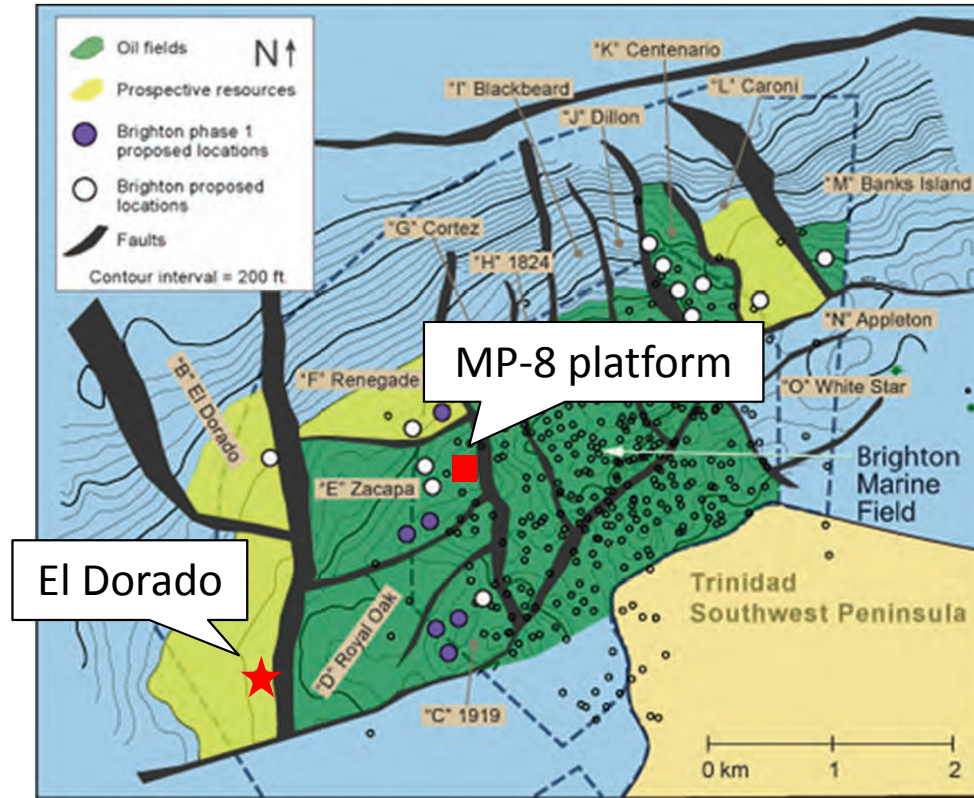 Oil fields
N↑
Prospective resources
Brighton phase 1
proposed locations
Brighton proposed
locations
Faults
Contour interval = 200 ft.
"K" Centenario
"I" Blackbeard
"L" Caroni
"J" Dillon
"M" Banks Island
"G" Cortez
"H" 1824
"N" Appleton
MP-8 platform
"F" Renegade
"B" El Dorado
"O" White Star
Brighton
Marine
Field
"E" Zacapa
El Dorado
"D" Royal Oak
Trinidad
Southwest Peninsula
"C" 1919
0 km 1 2